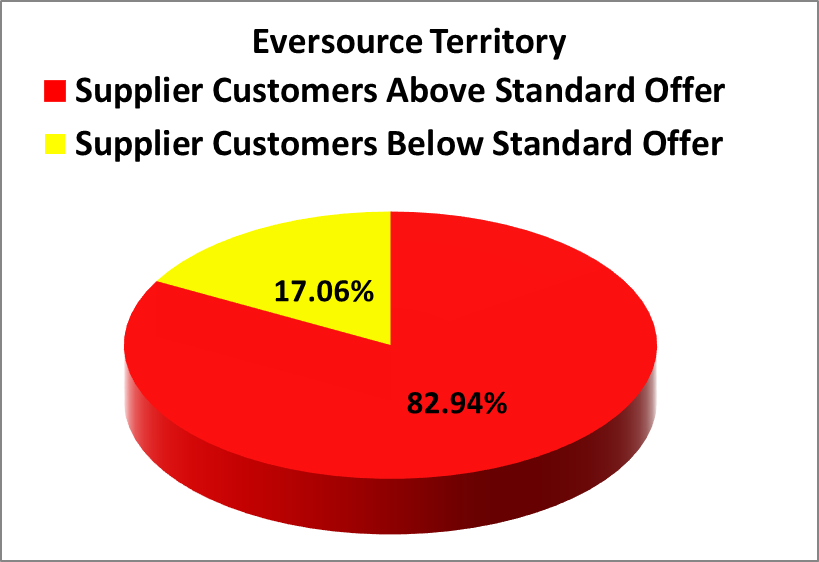 Eversource Territory
Supplier Customers Above Standard Offer
Supplier Customers Below Standard Offer
17.06%
82.94%